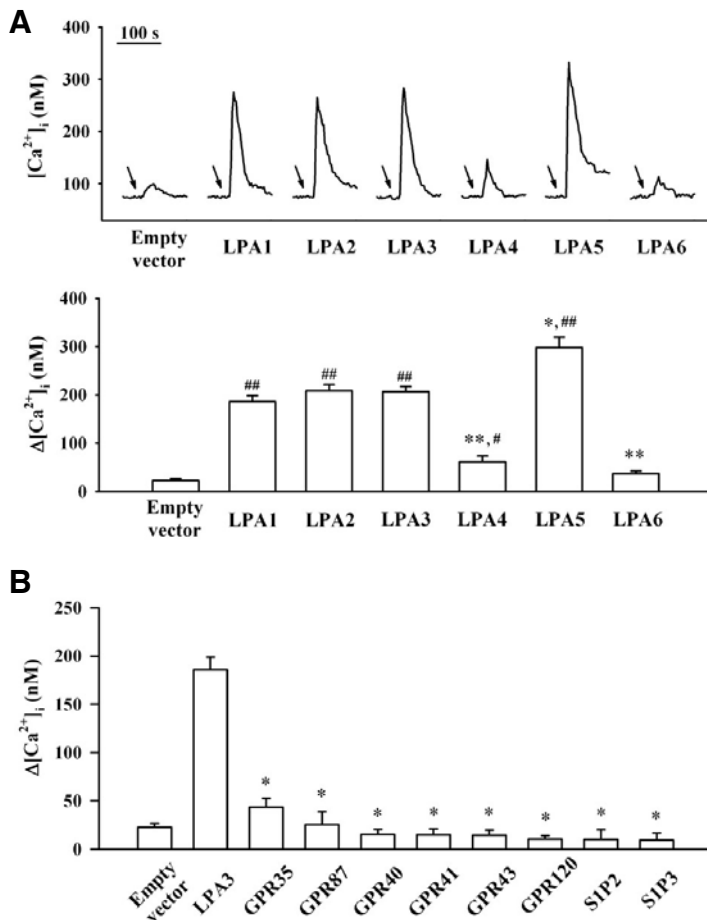 A
100 s
400
300
200
100
[Ca²⁺]ᵢ (nM)
Empty vector LPA1 LPA2 LPA3 LPA4 LPA5 LPA6
400
300
200
100
0
Δ[Ca²⁺]ᵢ (nM)
##
##
##
**, #
*, ##
**
Empty vector LPA1 LPA2 LPA3 LPA4 LPA5 LPA6
B
250
200
150
100
50
0
Δ[Ca²⁺]ᵢ (nM)
* * * * * * * *
Empty vector LPA3 GPR35 GPR87 GPR40 GPR41 GPR43 GPR120 S1P2 S1P3